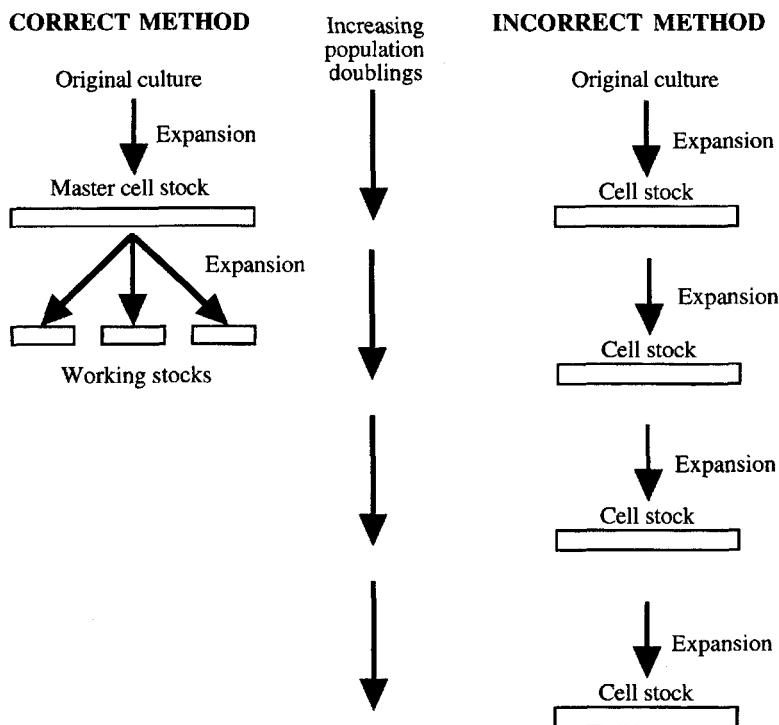 CORRECT METHOD
Original culture
Expansion
Master cell stock
Expansion
Working stocks
Increasing
population
doublings
INCORRECT METHOD
Original culture
Expansion
Cell stock
Expansion
Cell stock
Expansion
Cell stock
Expansion
Cell stock